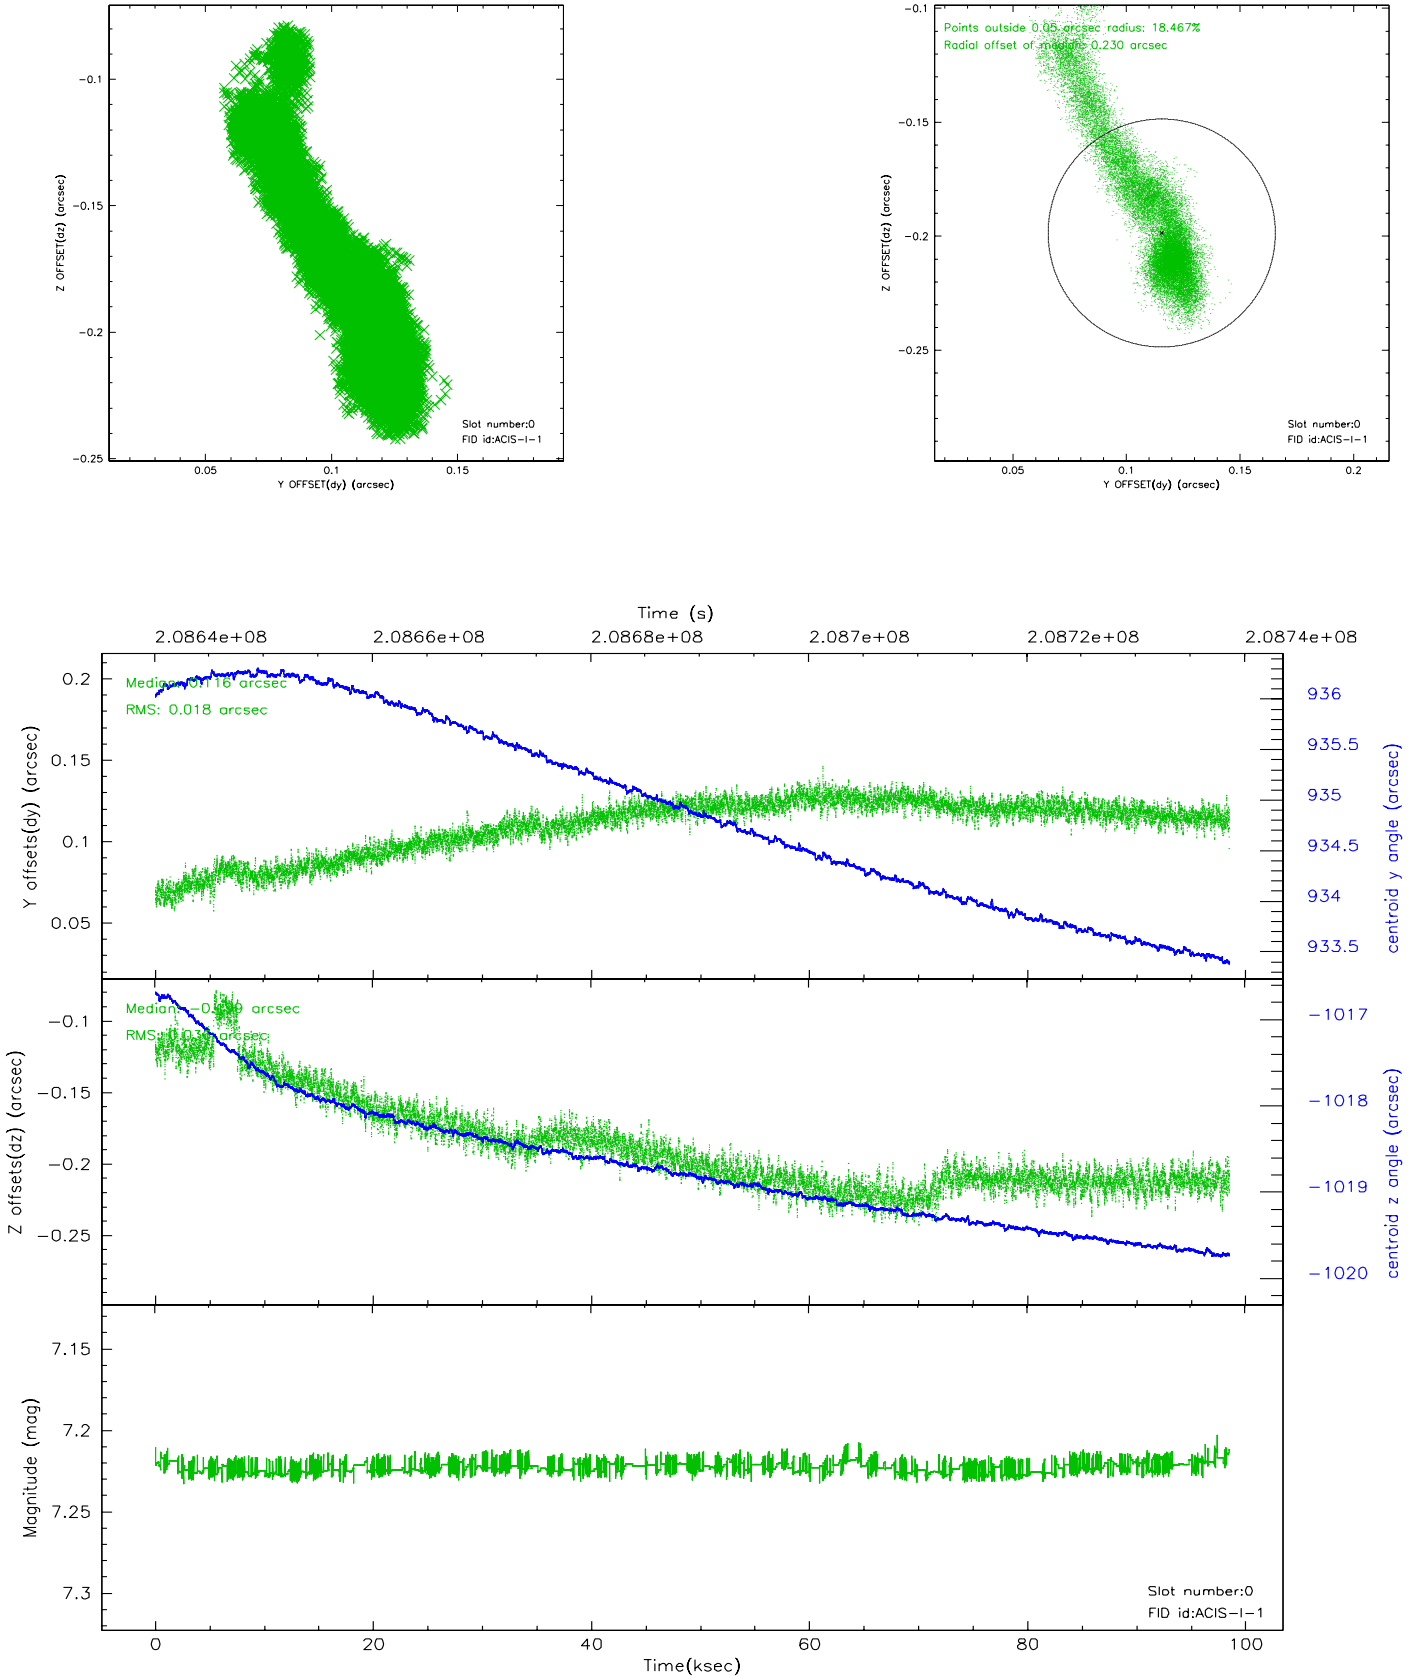 -0.1
-0.15
-0.2
-0.25
Z OFFSET(dz) (arcsec)
0.05
0.1
0.15
Y OFFSET(dy) (arcsec)
Slot number:0
FID id:ACIS-I-1
Points outside 0.05 arcsec radius: 18.467%
Radial offset of median: 0.230 arcsec
-0.1
-0.15
-0.2
-0.25
Z OFFSET(dz) (arcsec)
0.05
0.1
0.15
0.2
Y OFFSET(dy) (arcsec)
Slot number:0
FID id:ACIS-I-1
Time (s)
2.0864e+08 2.0866e+08 2.0868e+08 2.087e+08 2.0872e+08 2.0874e+08
Median: 0.116 arcsec
RMS: 0.018 arcsec
0.2
0.15
0.1
0.05
Y offsets(dy) (arcsec)
936
935.5
935
934.5
934
933.5
centroid y angle (arcsec)
Median: arcsec
RMS: arcsec
-0.1
-0.15
-0.2
-0.25
Z offsets(dz) (arcsec)
-1017
-1018
-1019
-1020
centroid z angle (arcsec)
7.15
7.2
7.25
7.3
Magnitude (mag)
Slot number:0
FID id:ACIS-I-1
0 20 40 60 80 100
Time(ksec)